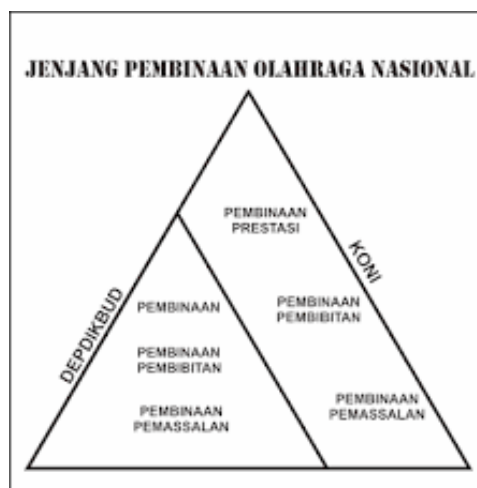 JENJANG PEMBINAAN OLAHRAGA NASIONAL
PEMBINAAN
PRESTASI
KONI
DEPDIKBUD
PEMBINAAN
PEMBINAAN
PEMBIBITAN
PEMBINAAN
PEMBIBITAN
PEMBINAAN
PEMASSALAN
PEMBINAAN
PEMASSALAN